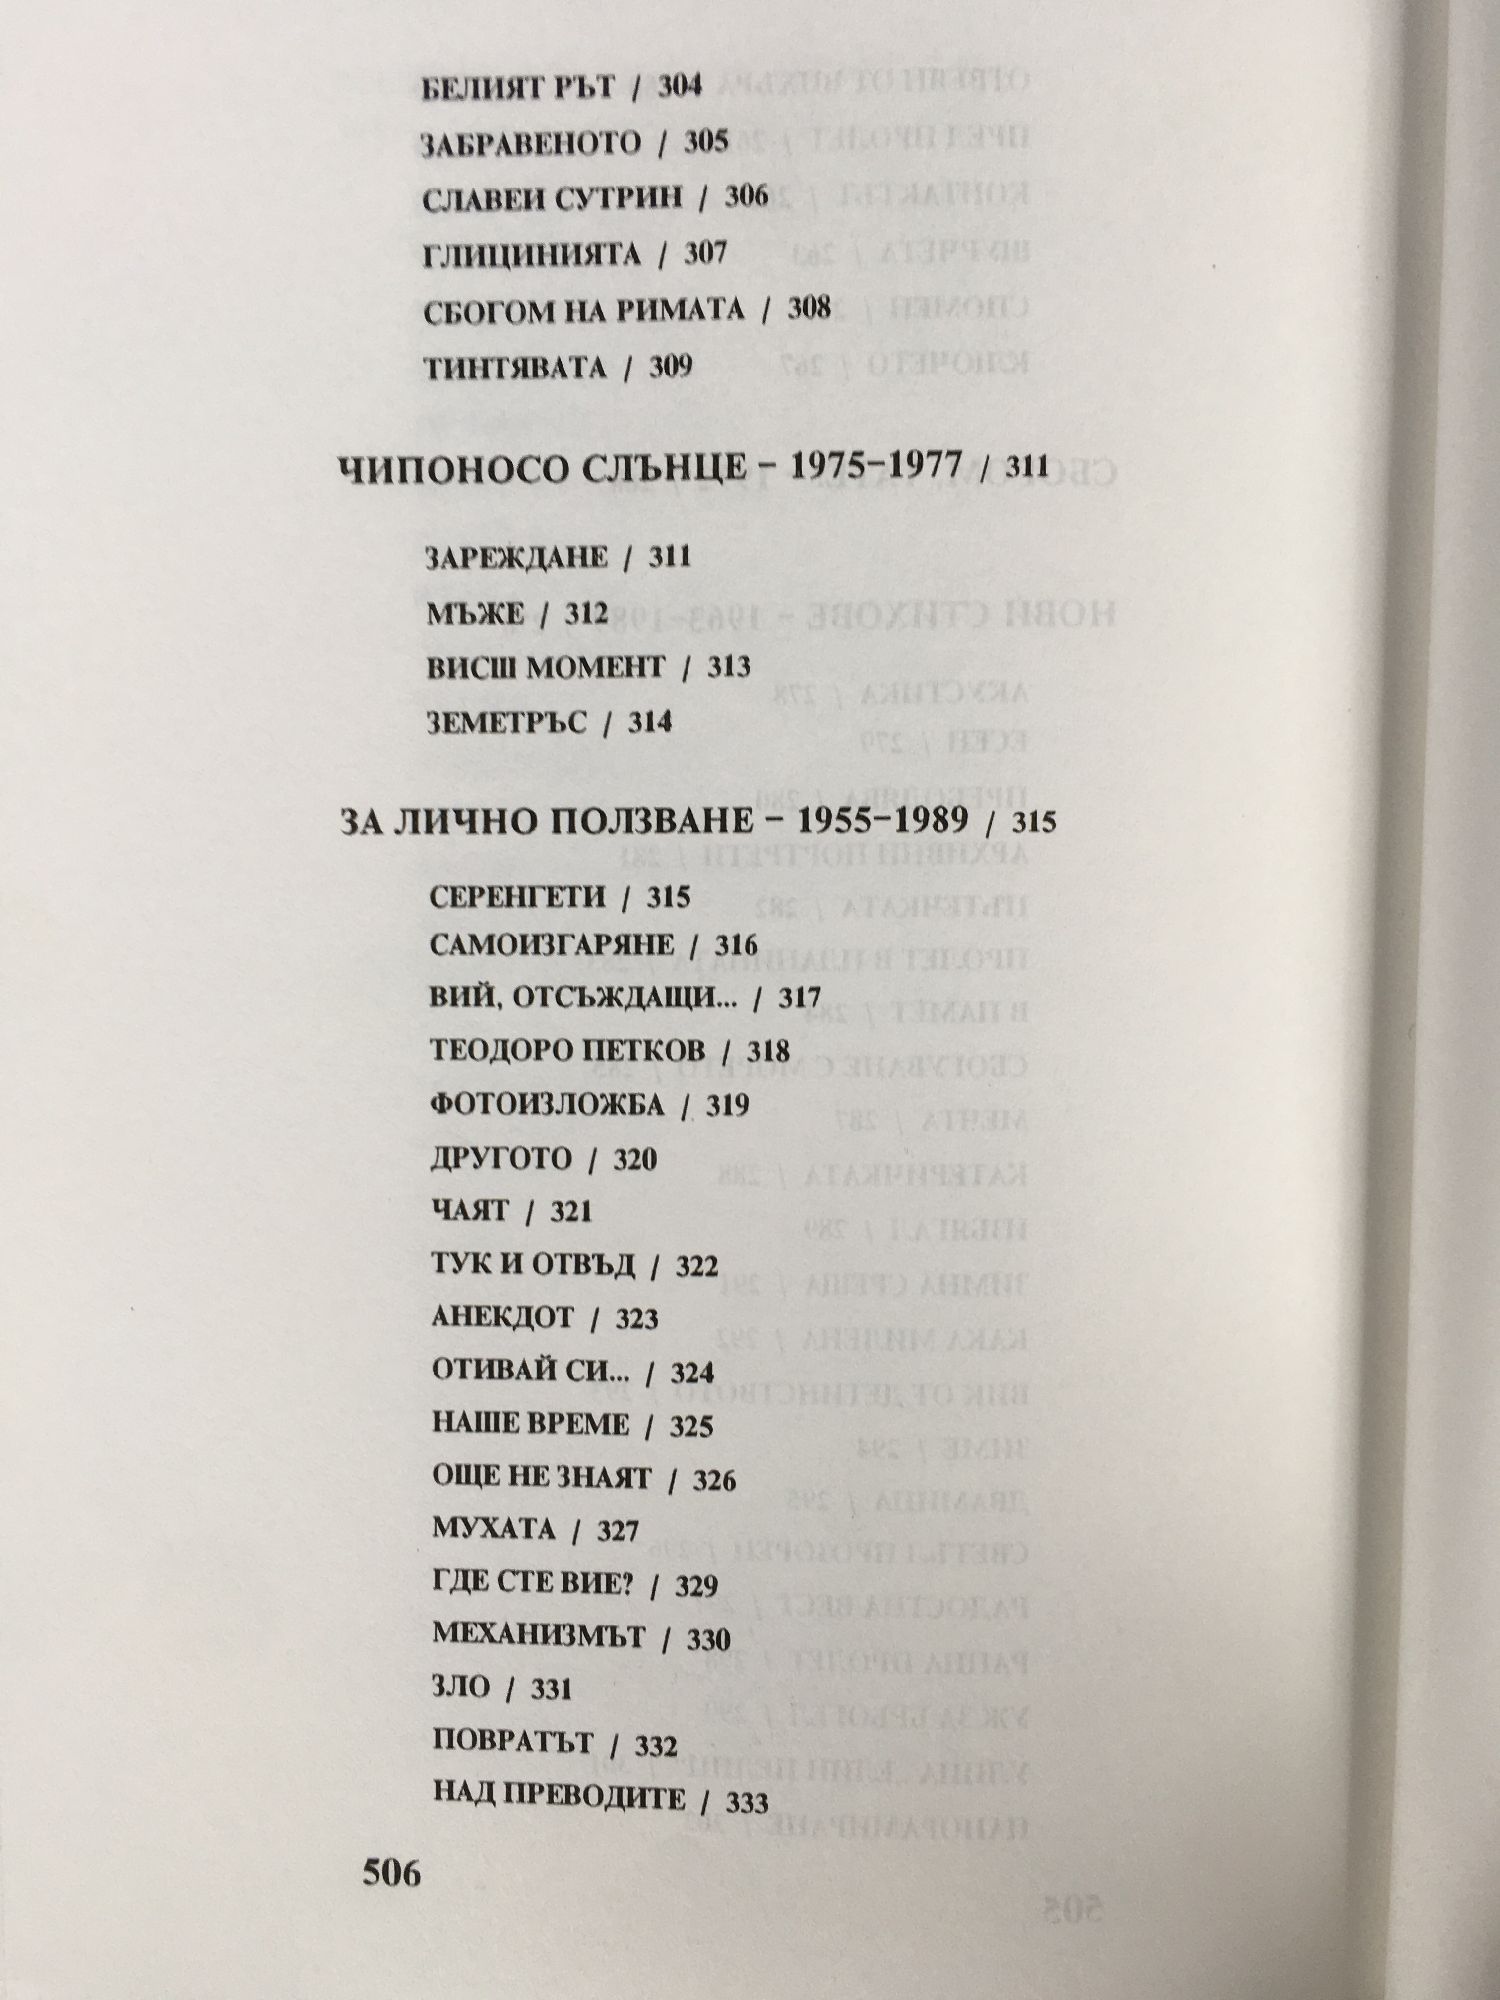 БЕЛИЯТ РЪТ / 304
ЗАБРАВЕНОТО / 305
СЛАВЕИ СУТРИН / 306
ГЛИЦИНИЯТА / 307
СБОГОМ НА РИМАТА / 308
ТИНТЯВАТА / 309
ЧИПОНОСО СЛЪНЦЕ – 1975–1977 / 311
ЗАРЕЖДАНЕ / 311
МЪЖЕ / 312
ВИСШ МОМЕНТ / 313
ЗЕМЕТРЪС / 314
ЗА ЛИЧНО ПОЛЗВАНЕ – 1955–1989 / 315
СЕРЕНГЕТИ / 315
САМОИЗГАРЯНЕ / 316
ВИЙ, ОТСЪЖДАЩИ... / 317
ТЕОДОРО ПЕТКОВ / 318
ФОТОИЗЛОЖБА / 319
ДРУГОТО / 320
ЧАЯТ / 321
ТУК И ОТВЪД / 322
АНЕКДОТ / 323
ОТИВАЙ СИ... / 324
НАШЕ ВРЕМЕ / 325
ОЩЕ НЕ ЗНАЯТ / 326
МУХАТА / 327
ГДЕ СТЕ ВИЕ? / 329
МЕХАНИЗМЪТ / 330
ЗЛО / 331
ПОВРАТЪТ / 332
НАД ПРЕВОДИТЕ / 333
506